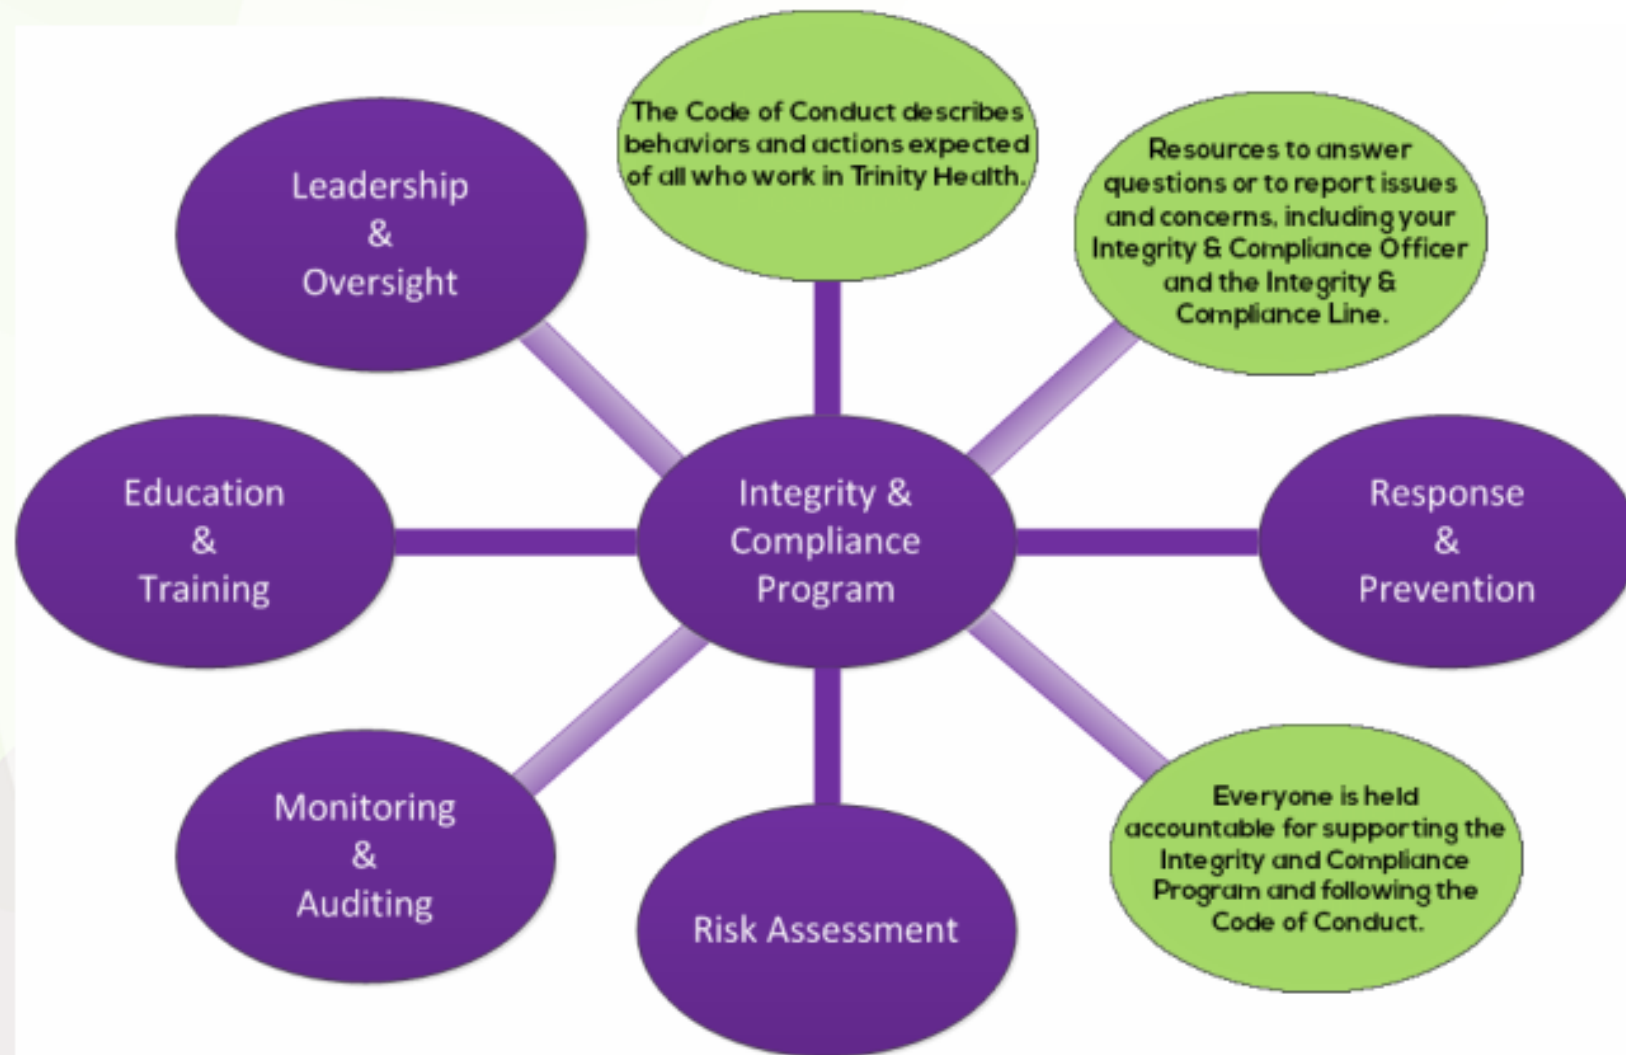 The Code of Conduct describes
behaviors and actions expected
of all who work in Trinity Health.
Leadership
&
Oversight
Resources to answer
questions or to report issues
and concerns, including your
Integrity & Compliance Officer
and the Integrity &
Compliance Line.
Education
&
Training
Integrity &
Compliance
Program
Response
&
Prevention
Monitoring
&
Auditing
Risk Assessment
Everyone is held
accountable for supporting the
Integrity and Compliance
Program and following the
Code of Conduct.